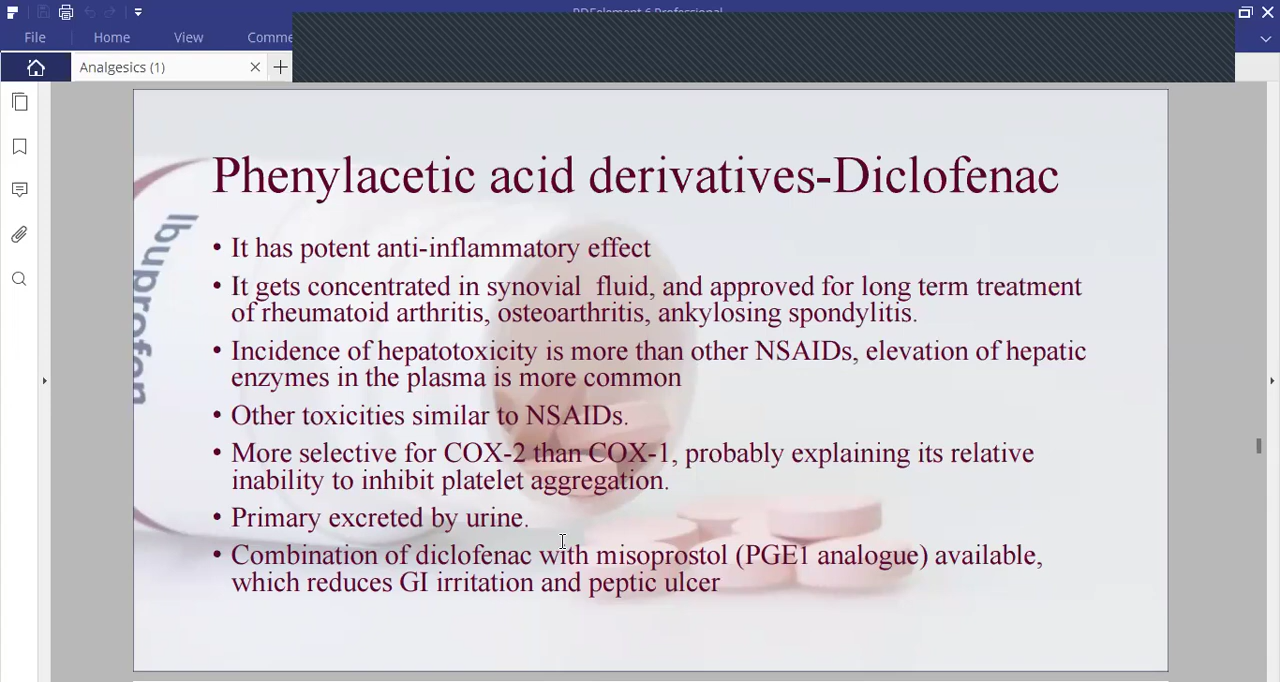 PDFelement 6 Professional
File Home View Comme
Analgesics (1)
Phenylacetic acid derivatives-Diclofenac
Ibuprofen
• It has potent anti-inflammatory effect
• It gets concentrated in synovial fluid, and approved for long term treatment
of rheumatoid arthritis, osteoarthritis, ankylosing spondylitis.
• Incidence of hepatotoxicity is more than other NSAIDs, elevation of hepatic
enzymes in the plasma is more common
• Other toxicities similar to NSAIDs.
• More selective for COX-2 than COX-1, probably explaining its relative
inability to inhibit platelet aggregation.
• Primary excreted by urine.
• Combination of diclofenac with misoprostol (PGE1 analogue) available,
which reduces GI irritation and peptic ulcer